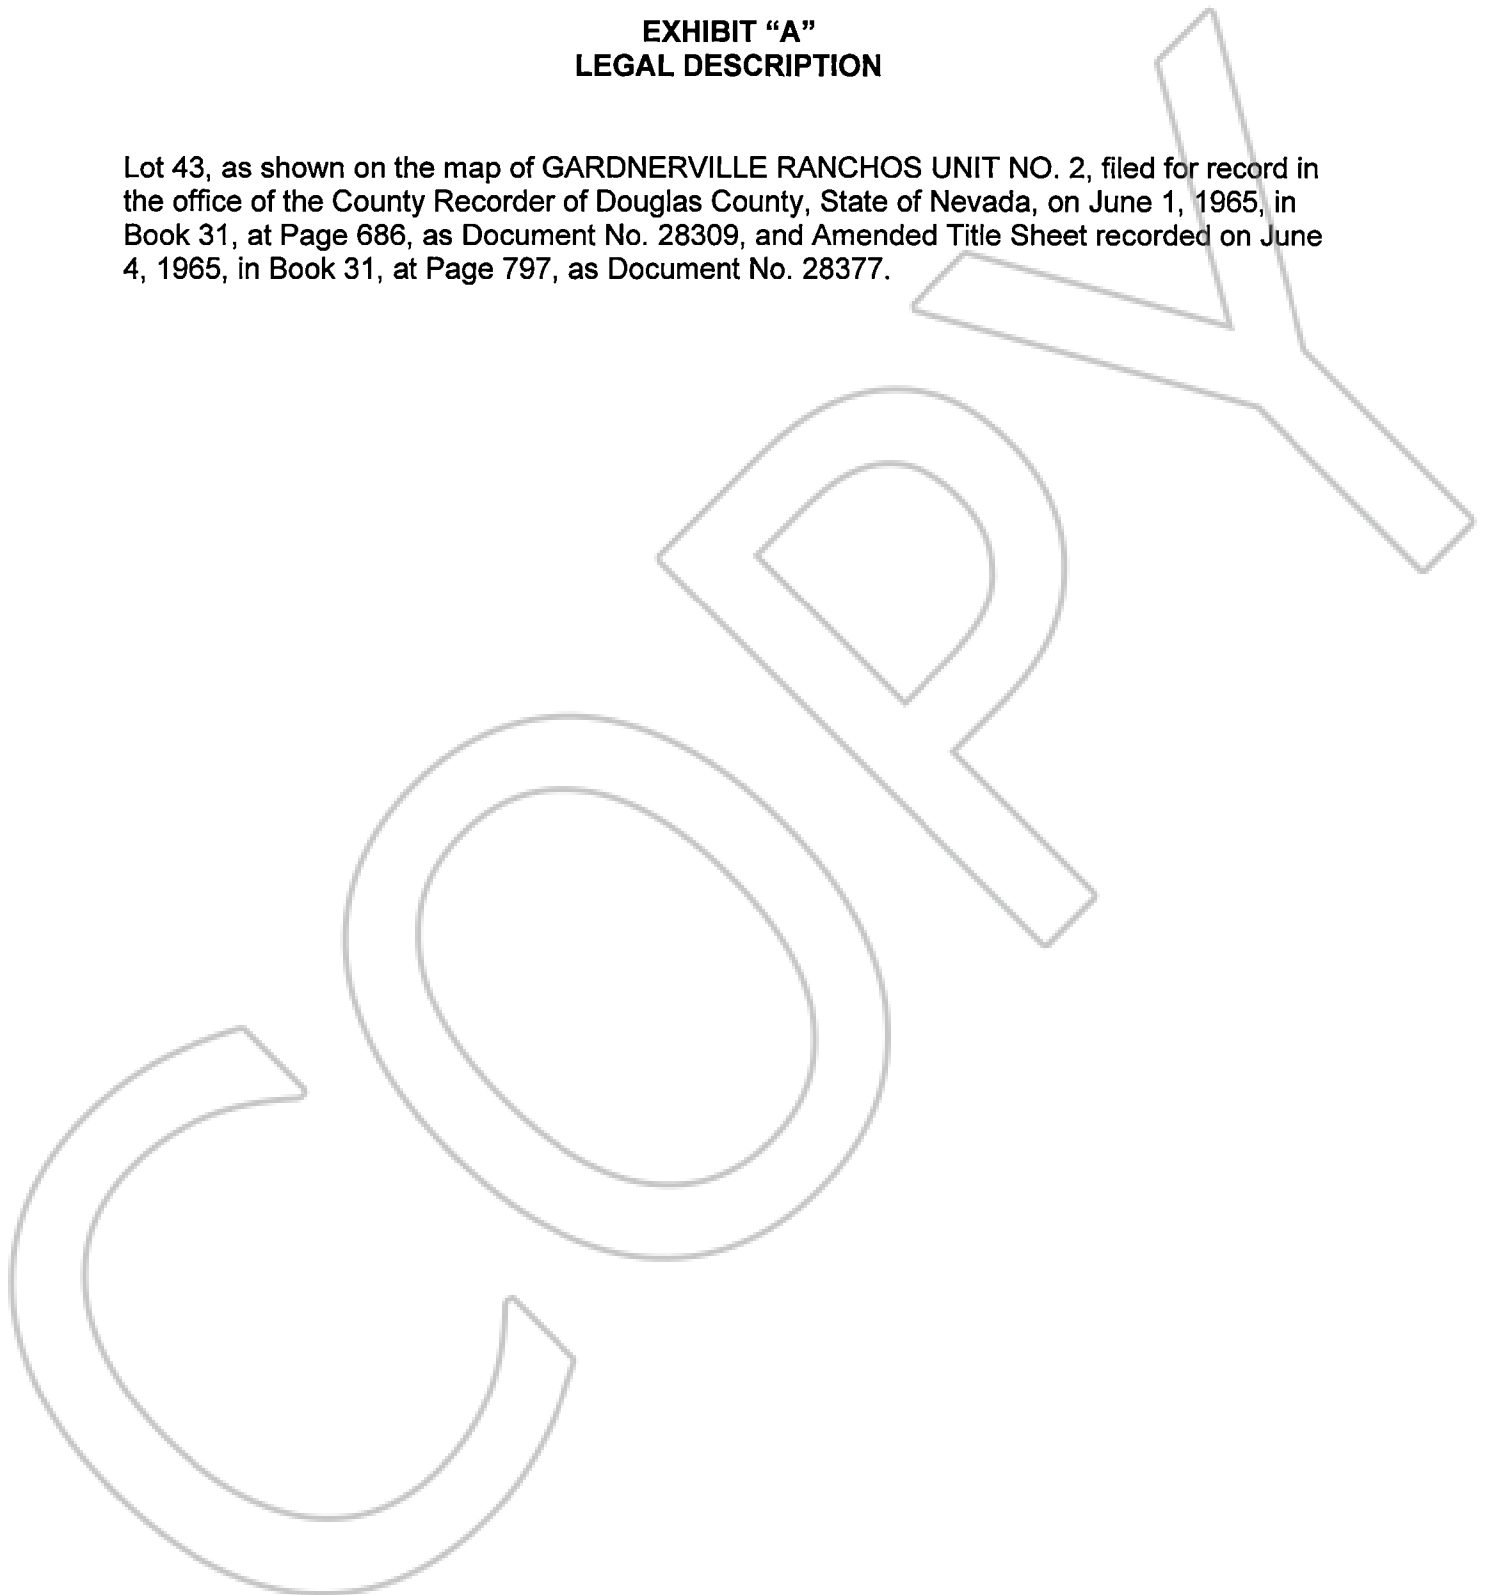 EXHIBIT “A”
LEGAL DESCRIPTION
Lot 43, as shown on the map of GARDNERVILLE RANCHOS UNIT NO. 2, filed for record in
the office of the County Recorder of Douglas County, State of Nevada, on June 1, 1965, in
Book 31, at Page 686, as Document No. 28309, and Amended Title Sheet recorded on June
4, 1965, in Book 31, at Page 797, as Document No. 28377.
COPY